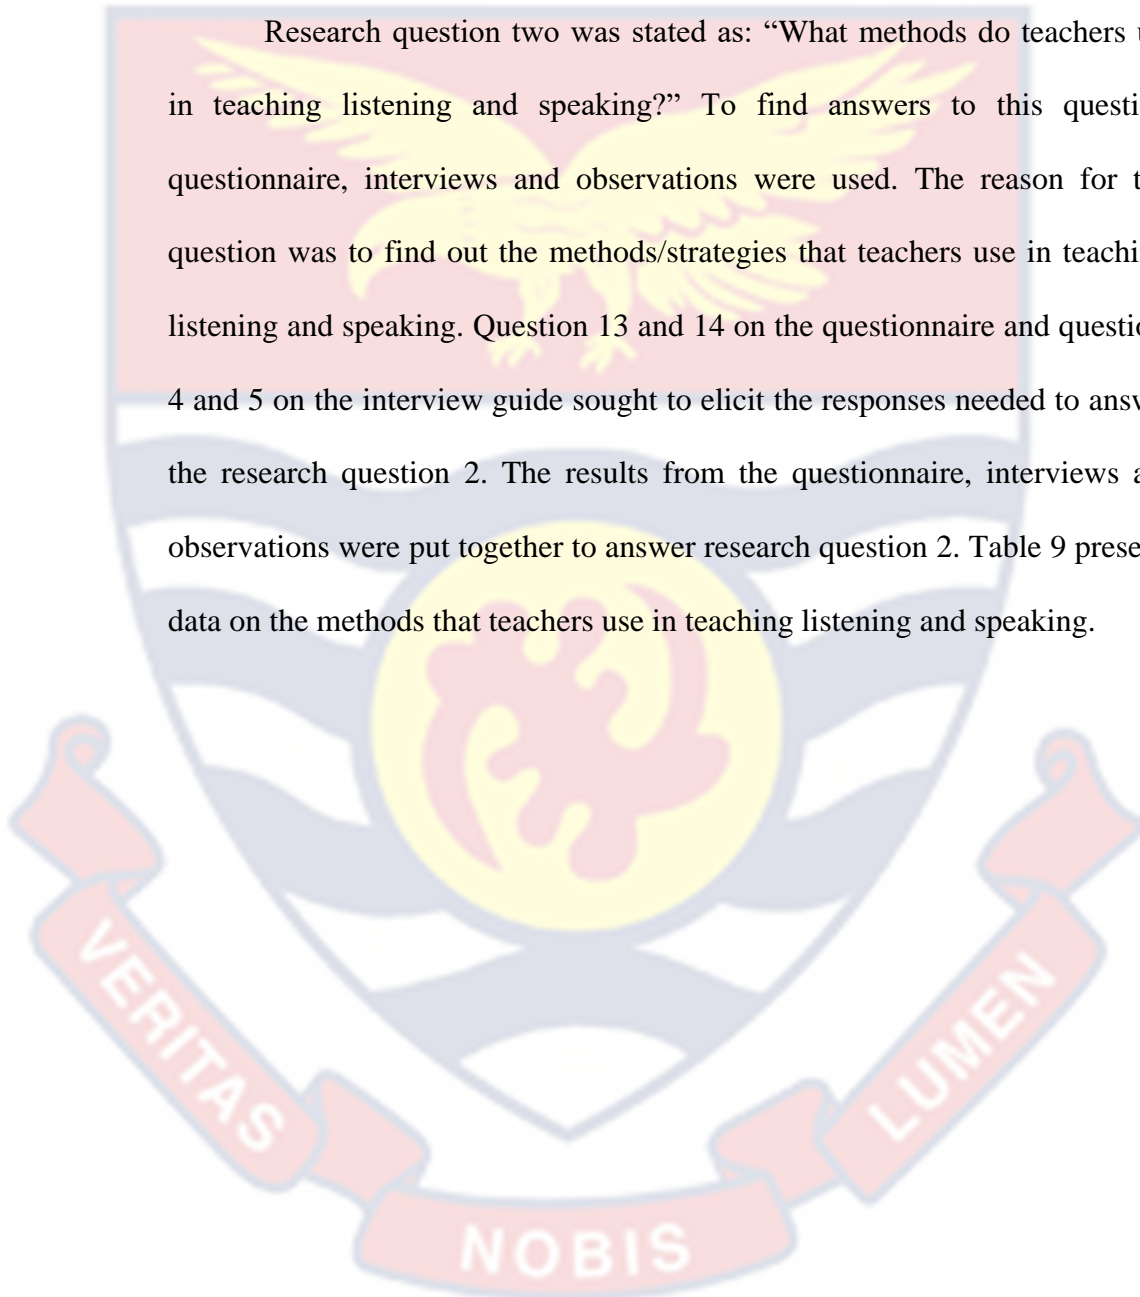 Research question two was stated as: “What methods do teachers u
in teaching listening and speaking?” To find answers to this questi
questionnaire, interviews and observations were used. The reason for t
question was to find out the methods/strategies that teachers use in teachi
listening and speaking. Question 13 and 14 on the questionnaire and questio
4 and 5 on the interview guide sought to elicit the responses needed to answ
the research question 2. The results from the questionnaire, interviews a
observations were put together to answer research question 2. Table 9 prese
data on the methods that teachers use in teaching listening and speaking.
VERITAS
NOBIS
LUMEN